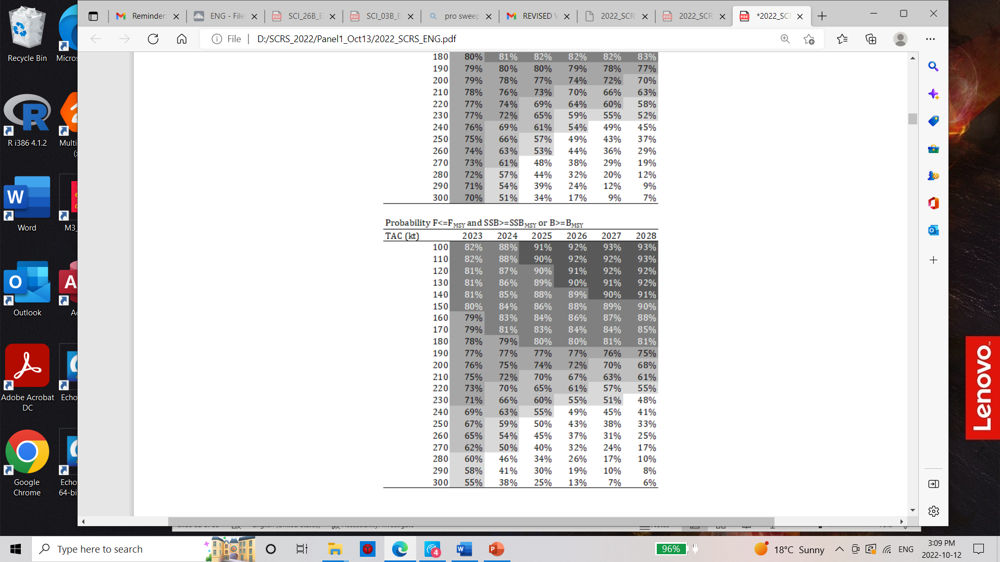 Reminder:
ENG - File
SCI_26B_E
SCI_03B_E
pro sweep
REVISED V
2022_SCR
2022_SCR
*2022_SCR
File
D:/SCRS_2022/Panel1_Oct13/2022_SCRS_ENG.pdf
180 80% 81% 82% 82% 82% 83%
190 79% 80% 80% 79% 78% 77%
200 79% 78% 77% 74% 72% 70%
210 78% 76% 73% 70% 66% 63%
220 77% 74% 69% 64% 60% 58%
230 77% 72% 65% 59% 55% 52%
240 76% 69% 61% 54% 49% 45%
250 75% 66% 57% 49% 43% 37%
260 74% 63% 53% 44% 36% 29%
270 73% 61% 48% 38% 29% 19%
280 72% 57% 44% 32% 20% 12%
290 71% 54% 39% 24% 12% 9%
300 70% 51% 34% 17% 9% 7%
Probability F<=FMSY and SSB>=SSBMSY or B>=BMSY
TAC (kt) 2023 2024 2025 2026 2027 2028
100 82% 88% 91% 92% 93% 93%
110 82% 88% 90% 92% 92% 93%
120 81% 87% 90% 91% 92% 92%
130 81% 86% 89% 90% 91% 92%
140 81% 85% 88% 89% 90% 91%
150 80% 84% 86% 88% 89% 90%
160 79% 83% 84% 86% 87% 88%
170 79% 81% 83% 84% 84% 85%
180 78% 79% 80% 80% 81% 81%
190 77% 77% 77% 77% 76% 75%
200 76% 75% 74% 72% 70% 68%
210 75% 72% 70% 67% 63% 61%
220 73% 70% 65% 61% 57% 55%
230 71% 66% 60% 55% 51% 48%
240 69% 63% 55% 49% 45% 41%
250 67% 59% 50% 43% 38% 33%
260 65% 54% 45% 37% 31% 25%
270 62% 50% 40% 32% 24% 17%
280 60% 46% 34% 26% 17% 10%
290 58% 41% 30% 19% 10% 8%
300 55% 38% 25% 13% 7% 6%
Recycle Bin
Micros
R i386 4.1.2
Multi
Word
M3_
Outlook
Ac
Adobe Acrobat
DC
Echo
Google
Chrome
Echo
64-bi
Lenovo
Type here to search
4
96%
18°C Sunny
ENG
3:09 PM
2022-10-12